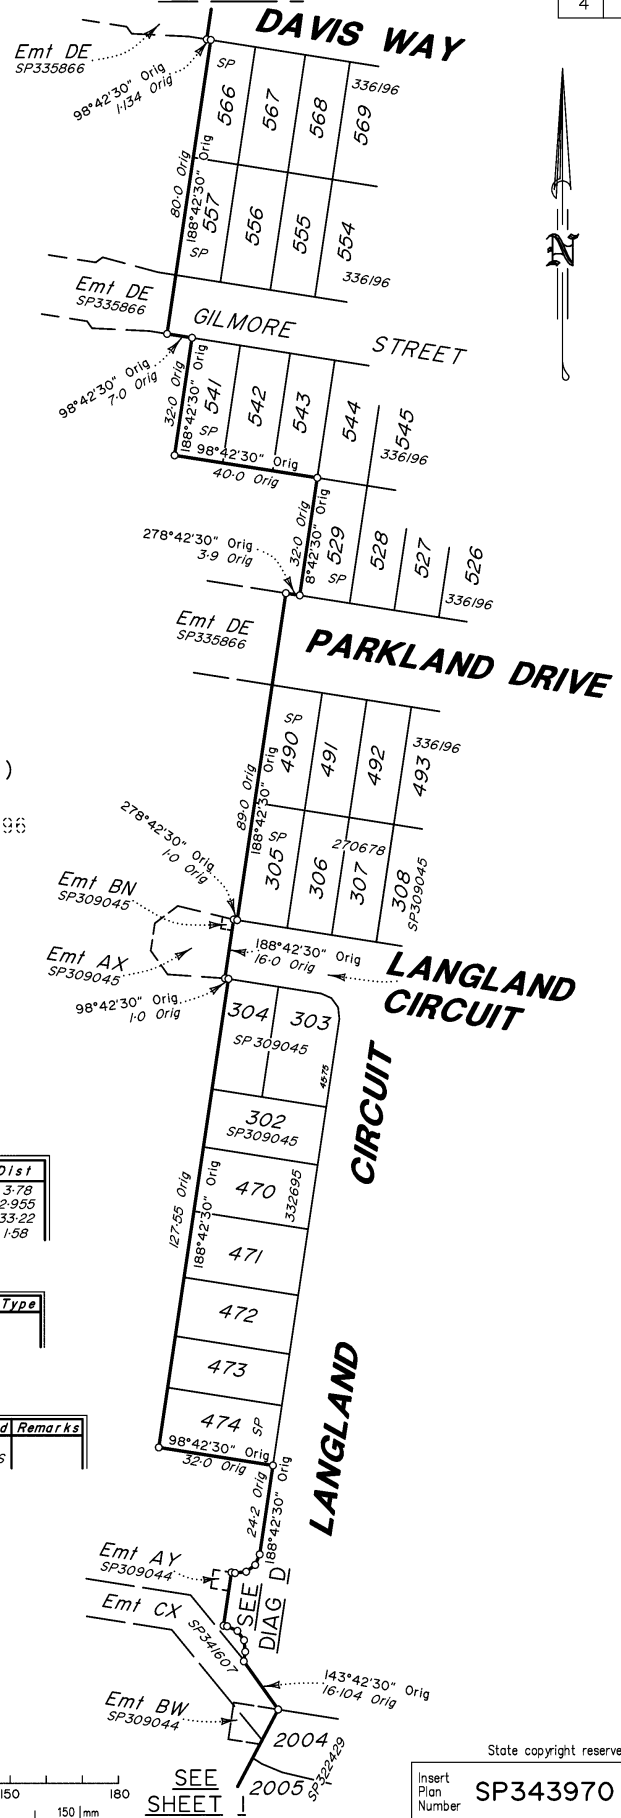 4
DAVIS WAY
Emt DE
SP335866
98°42'30" Orig
1·134 Orig
SP
566
567
568
569
336196
80·0 Orig
188°42'30" Orig
557
SP
556
555
554
336196
Emt DE
SP335866
GILMORE STREET
98°42'30" Orig
7·0 Orig
32·0 Orig
188°42'30" Orig
541
SP
542
543
544
545
336196
98°42'30" Orig
40·0 Orig
278°42'30" Orig
3·9 Orig
32·0 Orig
8°42'30" Orig
529
SP
528
527
526
336196
Emt DE
SP335866
PARKLAND DRIVE
SP
490
491
492
493
336196
)
96
89·0 Orig
188°42'30" Orig
278°42'30" Orig
1·0 Orig
SP
305
306
270678
307
308
SP309045
Emt BN
SP309045
Emt AX
SP309045
188°42'30" Orig
16·0 Orig
LANGLAND
CIRCUIT
98°42'30" Orig
1·0 Orig
304
303
SP309045
45·75
CIRCUIT
302
SP309045
470
332695
127·55 Orig
188°42'30" Orig
471
472
473
474
SP
Dist
3·78
2·955
33·22
1·58
Type
d Remarks
98°42'30" Orig
32·0 Orig
LANGLAND
24·2 Orig
188°42'30" Orig
Emt AY
SP309044
SEE
DIAG D
Emt CX
SP341607
143°42'30" Orig
16·104 Orig
Emt BW
SP309044
2004
SP322429
2005
SEE
SHEET 1
150
180
150 mm
State copyright reserve
Insert
Plan
Number
SP343970